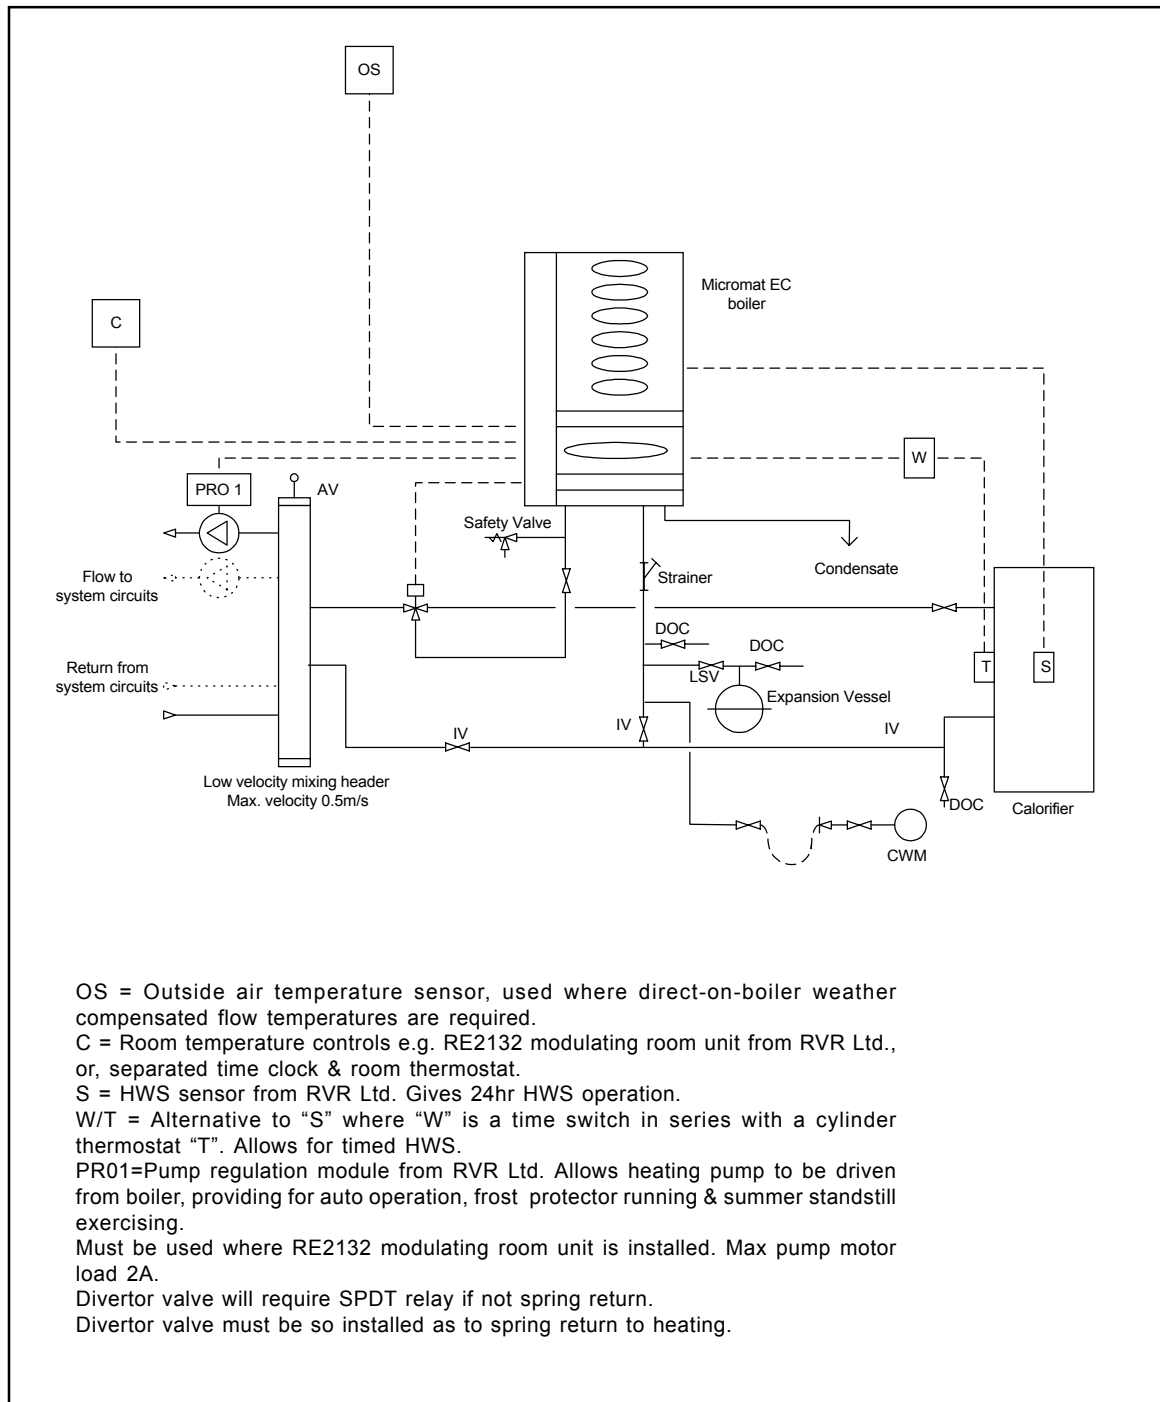 OS
Micromat EC
boiler
C
W
PRO 1
AV
Safety Valve
Strainer
Condensate
Flow to
system circuits
DOC
DOC
Return from
system circuits
T
S
LSV
Expansion Vessel
IV
IV
IV
Low velocity mixing header
Max. velocity 0.5m/s
DOC
Calorifier
CWM
OS = Outside air temperature sensor, used where direct-on-boiler weather
compensated flow temperatures are required.
C = Room temperature controls e.g. RE2132 modulating room unit from RVR Ltd.,
or, separated time clock & room thermostat.
S = HWS sensor from RVR Ltd. Gives 24hr HWS operation.
W/T = Alternative to “S” where “W” is a time switch in series with a cylinder
thermostat “T”. Allows for timed HWS.
PR01=Pump regulation module from RVR Ltd. Allows heating pump to be driven
from boiler, providing for auto operation, frost protector running & summer standstill
exercising.
Must be used where RE2132 modulating room unit is installed. Max pump motor
load 2A.
Divertor valve will require SPDT relay if not spring return.
Divertor valve must be so installed as to spring return to heating.